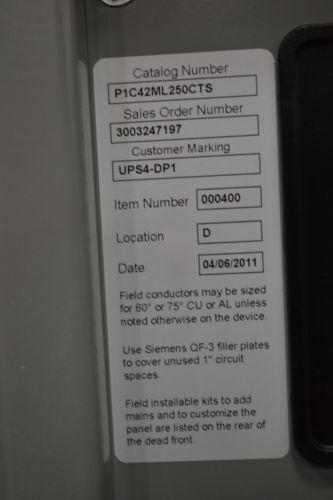 Catalog Number
P1C42ML250CTS
Sales Order Number
3003247197
Customer Marking
UPS4-DP1
Item Number 000400
Location D
Date 04/06/2011
Field conductors may be sized
for 60° or 75° CU or AL unless
noted otherwise on the device.
Use Siemens QF-3 filler plates
to cover unused 1" circuit
spaces.
Field installable kits to add
mains and to customize the
panel are listed on the rear of
the dead front.